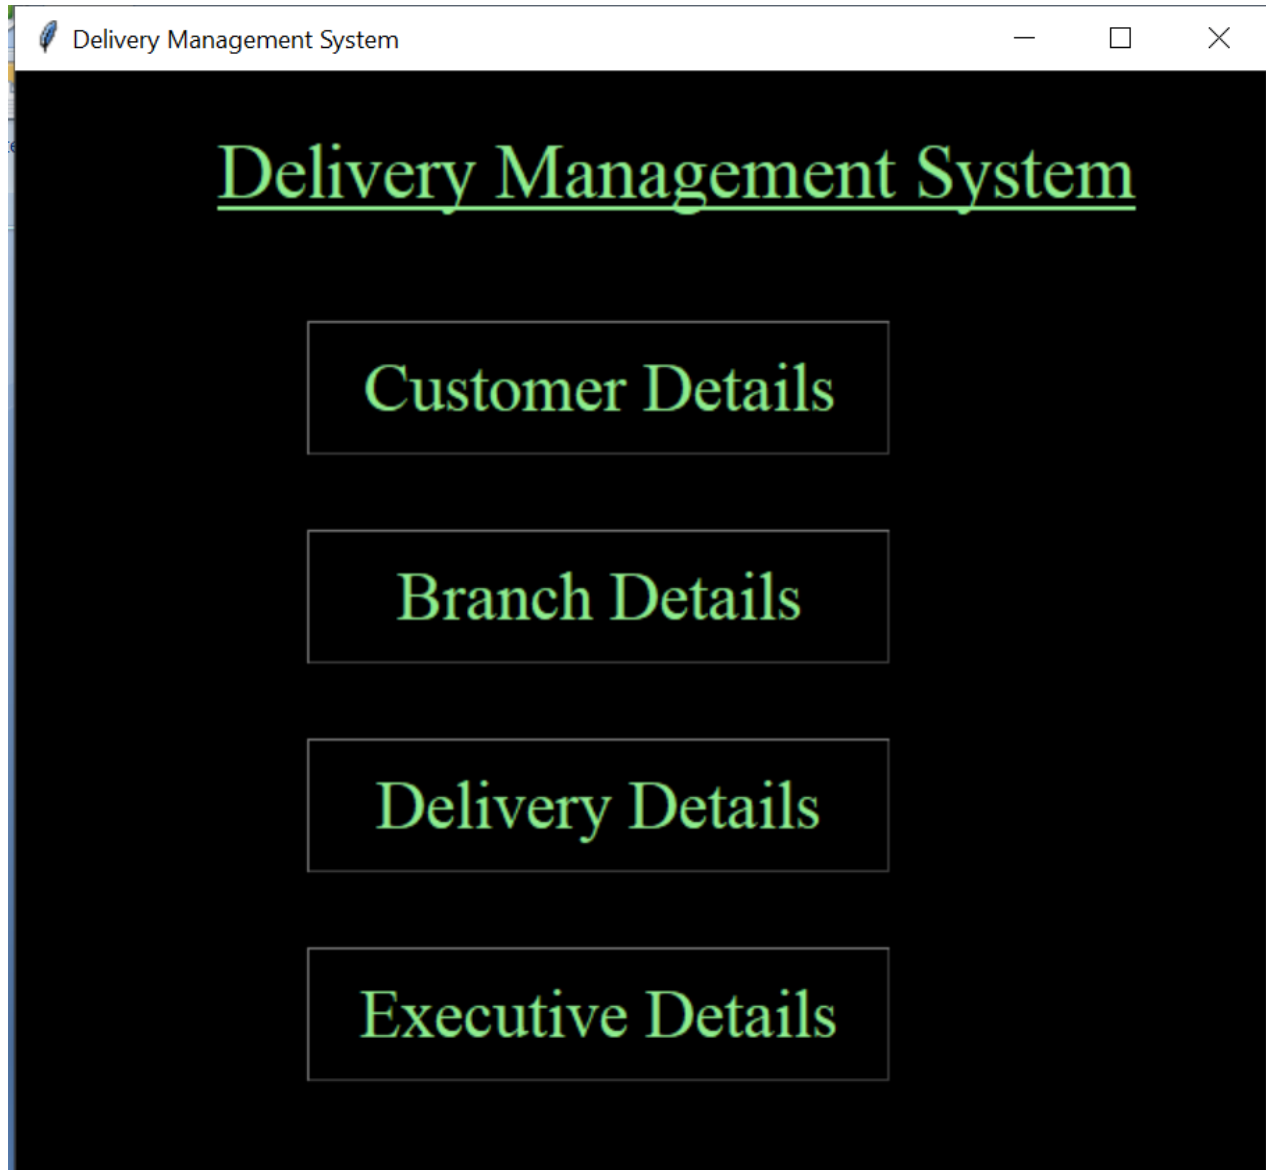 Delivery Management System
Delivery Management System
Customer Details
Branch Details
Delivery Details
Executive Details